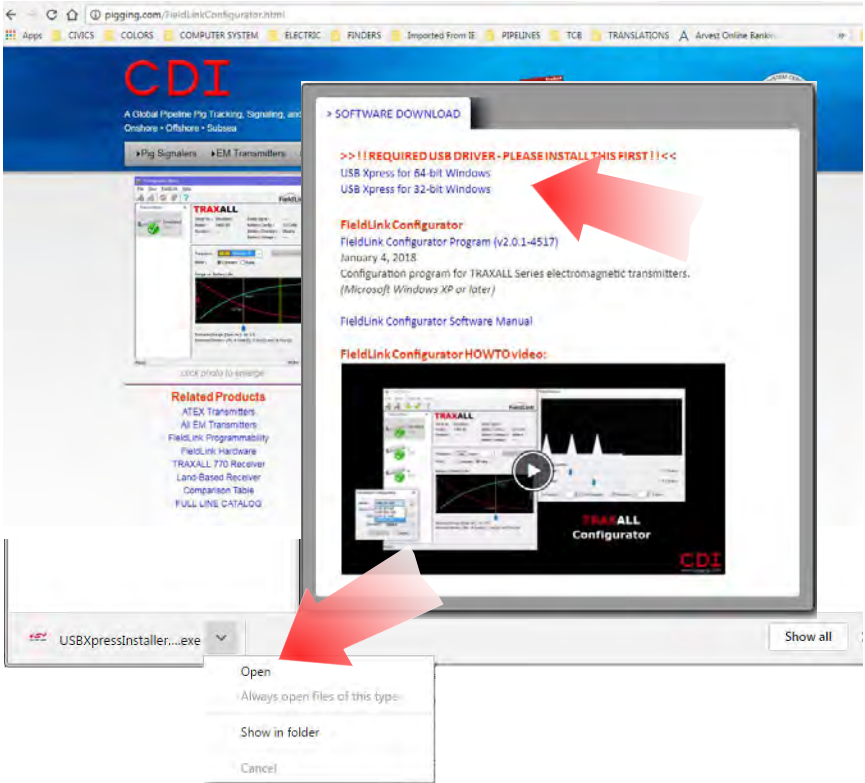 pigging.com/FieldLinkConfigurator.html
Apps CIVICS COLORS COMPUTER SYSTEM ELECTRIC FINDERS Imported From IE PIPELINES TCB TRANSLATIONS Arvest Online Bankin
CDI
A Global Pipeline Pig Tracking, Signaling, and
Onshore • Offshore • Subsea
▸Pig Signalers ▸EM Transmitters
> SOFTWARE DOWNLOAD
>>!!REQUIRED USB DRIVER - PLEASE INSTALL THIS FIRST!!<<
USB Xpress for 64-bit Windows
USB Xpress for 32-bit Windows
FieldLink Configurator
FieldLink Configurator Program (v2.0.1-4517)
January 4, 2018
Configuration program for TRAXALL Series electromagnetic transmitters.
(Microsoft Windows XP or later)
FieldLink Configurator Software Manual
FieldLink Configurator HOWTO video:
TRAXALL
FieldLink
TRAXALL
Configurator
CDI
TRAXALL
click photo to enlarge
Related Products
ATEX Transmitters
All EM Transmitters
FieldLink Programmability
FieldLink Hardware
TRAXALL 770 Receiver
Land-Based Receiver
Comparison Table
FULL LINE CATALOG
USBXpressInstaller....exe
Show all
Open
Always open files of this type
Show in folder
Cancel